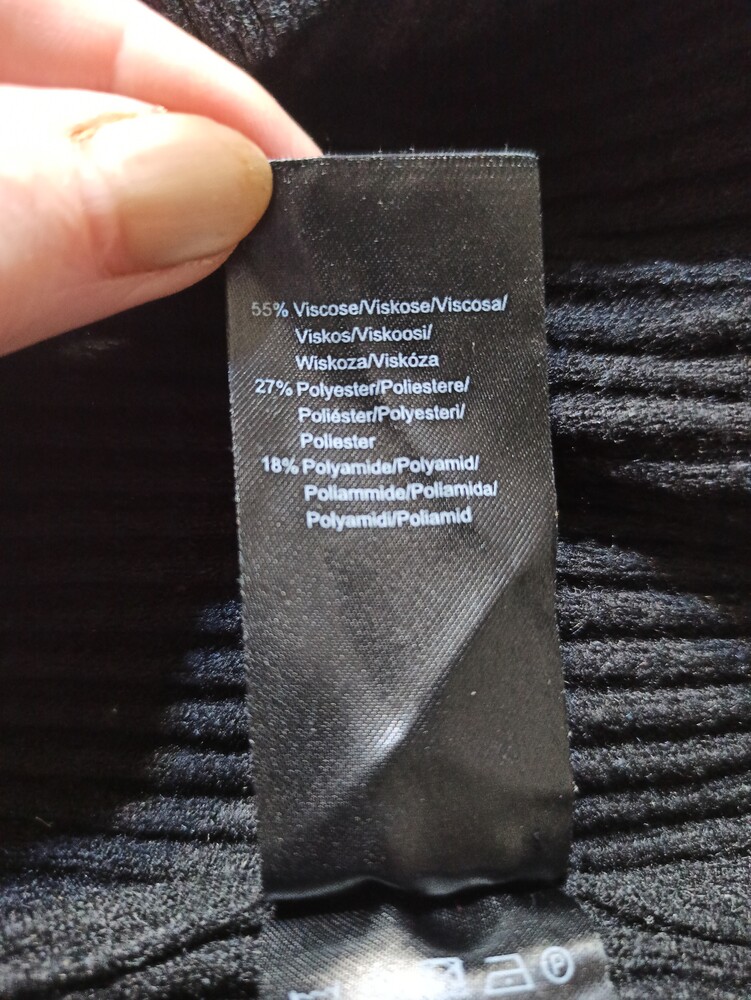 55% Viscose/Viskose/Viscosa/
Viskos/Viskoosi/
Wiskoza/Viskóza
27% Polyester/Poliestere/
Poliéster/Polyesteri/
Poliester
18% Polyamide/Polyamid/
Poliammide/Poliamida/
Polyamidi/Poliamid
P